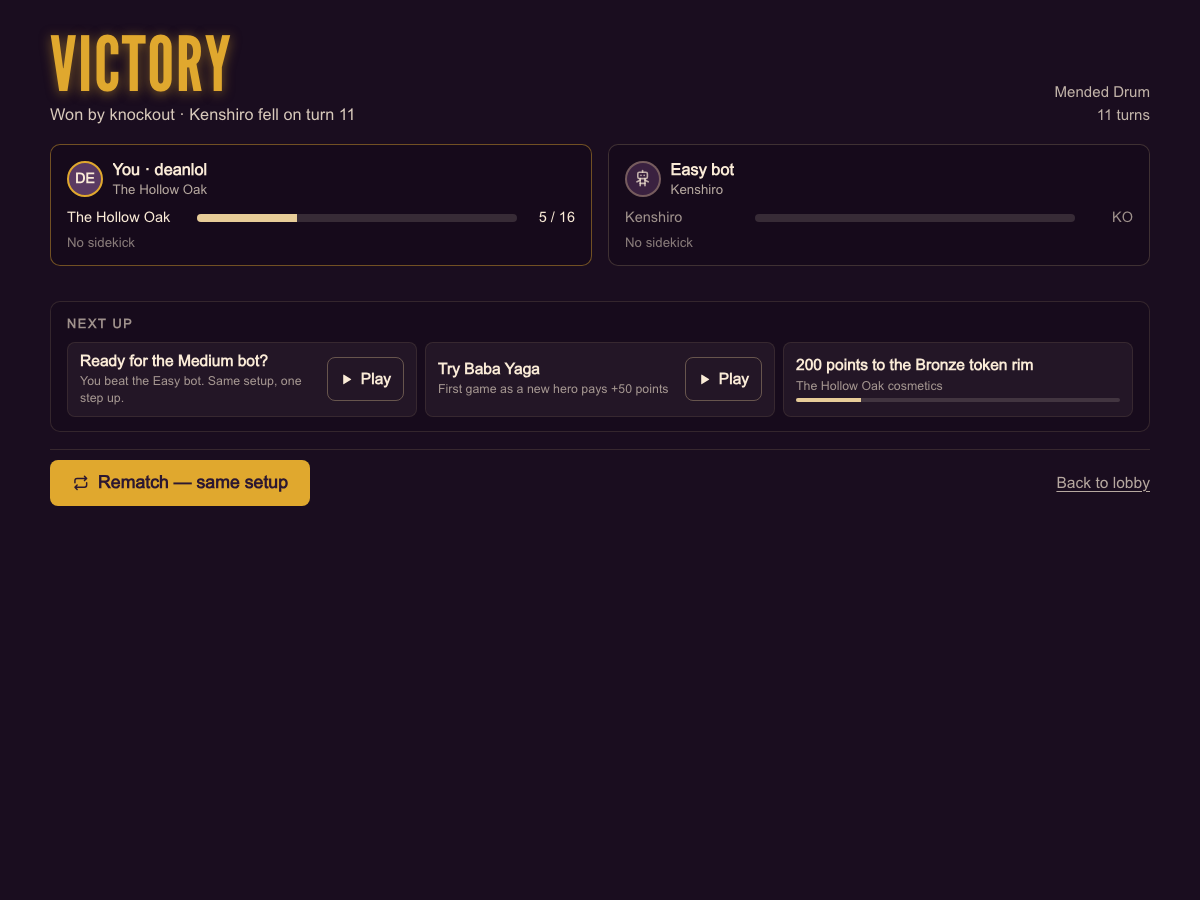 VICTORY
Won by knockout · Kenshiro fell on turn 11
Mended Drum
11 turns
DE
You · deanlol
The Hollow Oak
The Hollow Oak
5 / 16
No sidekick
Easy bot
Kenshiro
Kenshiro
KO
No sidekick
NEXT UP
Ready for the Medium bot?
You beat the Easy bot. Same setup, one
step up.
Play
Try Baba Yaga
First game as a new hero pays +50 points
Play
200 points to the Bronze token rim
The Hollow Oak cosmetics
Rematch — same setup
Back to lobby